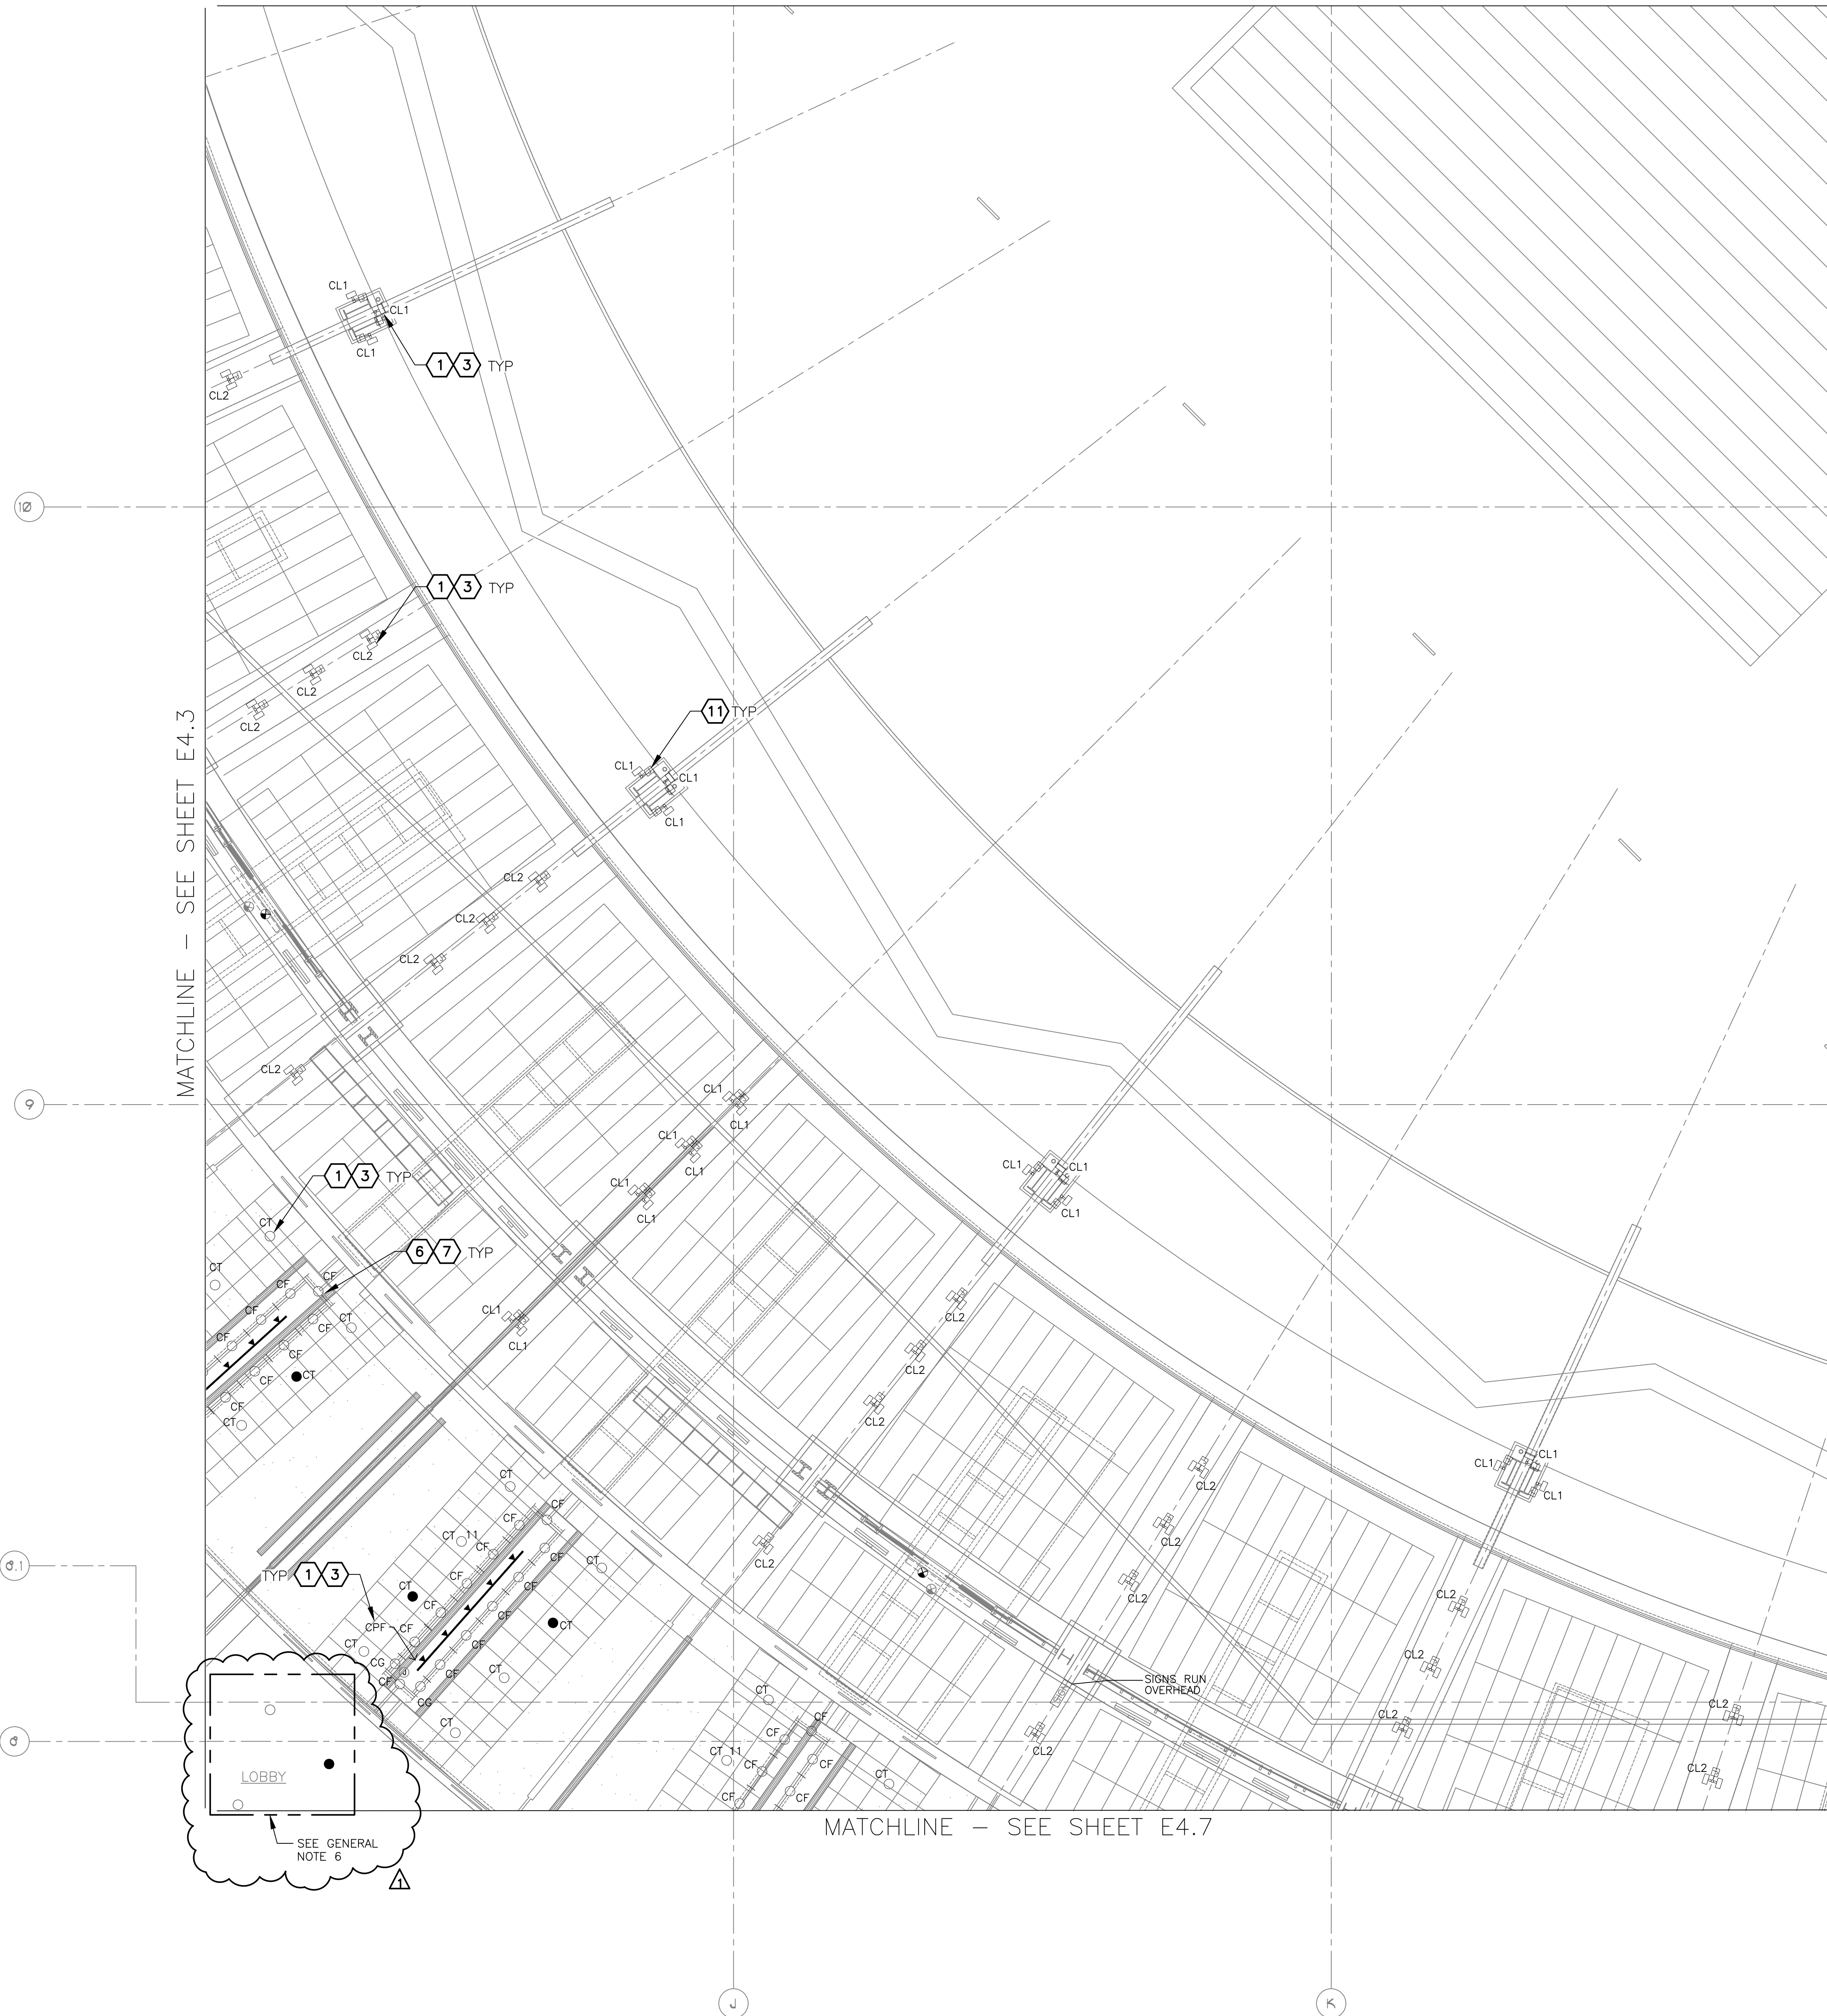 CL1
CL1
CL1
1 3 TYP
CL2
10
1 3 TYP
CL2
CL2
CL2
MATCHLINE - SEE SHEET E4.3
11 TYP
CL1
CL1
CL1
CL2
CL2
CL2
CL2
9
CL1
CL1
CL1
CL1
CL1
CL1
CL1
CL1
CL1
CL1
CL1
1 3 TYP
CT
6 7 TYP
CT
CF
CF
CT
CF
CF
CF
CF
CF
CT
CF
CT
CL2
CL2
CL2
CL2
CL2
CL2
CL2
CL1
CL1
CL1
CT
CF
CT 11
CF
CF
CT
CF
CF
CT
CF
CT
8.1
TYP 1 3
CPF
CF
CF
CT
CF
CG
J
CF
CF
CT
CG
CT
CL2
CL2
CL2
CL2
CL2
CL2
SIGNS RUN
OVERHEAD
CT
CF
CF
CT 11
CF
CF
CF
CT
8
LOBBY
SEE GENERAL
NOTE 6
1
MATCHLINE - SEE SHEET E4.7
J
K